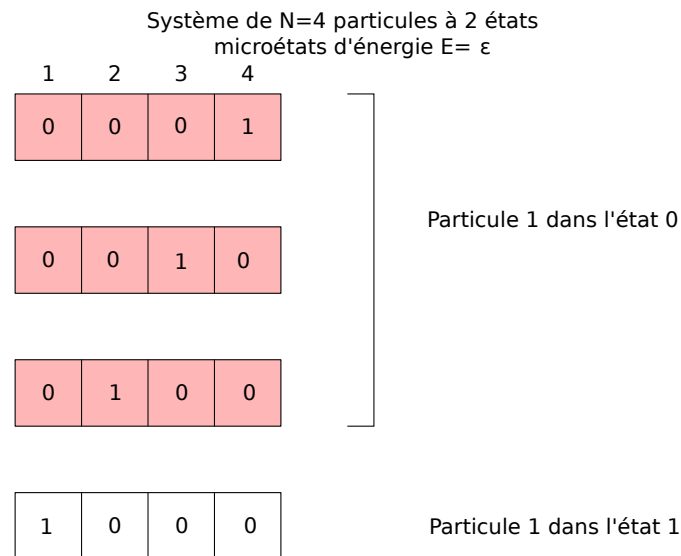 Système de N=4 particules à 2 états
microétats d'énergie E= ε
1 2 3 4
0 0 0 1
Particule 1 dans l'état 0
0 0 1 0
0 1 0 0
1 0 0 0
Particule 1 dans l'état 1